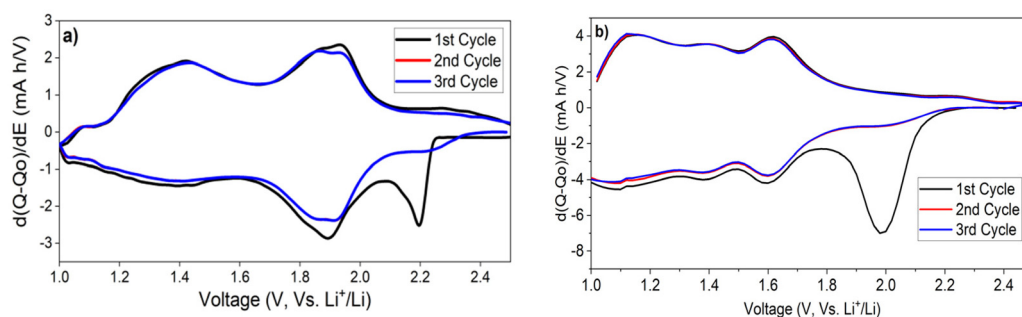 a)
1st Cycle
2nd Cycle
3rd Cycle
d(Q-Qo)/dE (mA h/V)
3
2
1
0
-1
-2
-3
1.0 1.2 1.4 1.6 1.8 2.0 2.2 2.4
Voltage (V, Vs. Li⁺/Li)
b)
d(Q-Qo)/dE (mA h/V)
4
0
-2
-4
-6
-8
1st Cycle
2nd Cycle
3rd Cycle
1.0 1.2 1.4 1.6 1.8 2.0 2.2 2.4
Voltage (V, Vs. Li⁺/Li)